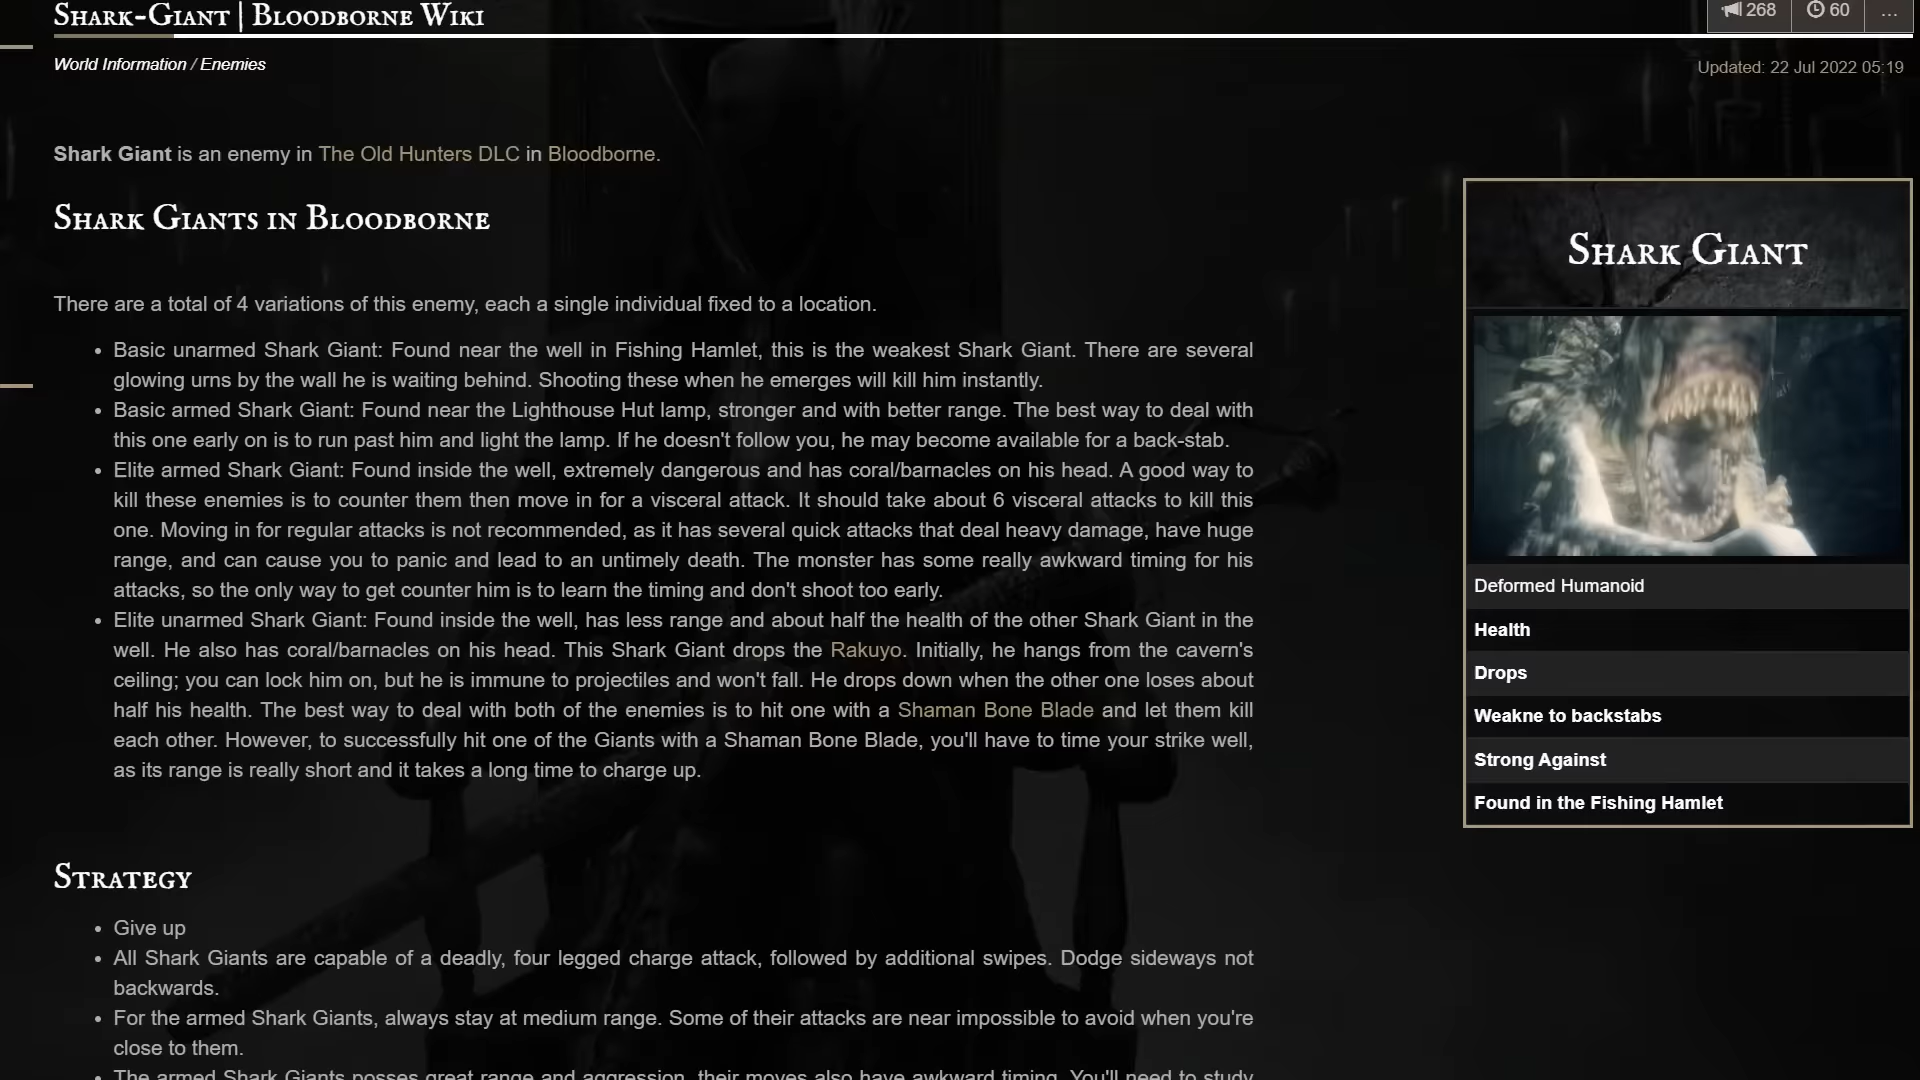 Shark-Giant | Bloodborne Wiki
268
60
...
World Information / Enemies
Updated: 22 Jul 2022 05:19
Shark Giant is an enemy in The Old Hunters DLC in Bloodborne.
Shark Giants in Bloodborne
There are a total of 4 variations of this enemy, each a single individual fixed to a location.
• Basic unarmed Shark Giant: Found near the well in Fishing Hamlet, this is the weakest Shark Giant. There are several
glowing urns by the wall he is waiting behind. Shooting these when he emerges will kill him instantly.
• Basic armed Shark Giant: Found near the Lighthouse Hut lamp, stronger and with better range. The best way to deal with
this one early on is to run past him and light the lamp. If he doesn't follow you, he may become available for a back-stab.
• Elite armed Shark Giant: Found inside the well, extremely dangerous and has coral/barnacles on his head. A good way to
kill these enemies is to counter them then move in for a visceral attack. It should take about 6 visceral attacks to kill this
one. Moving in for regular attacks is not recommended, as it has several quick attacks that deal heavy damage, have huge
range, and can cause you to panic and lead to an untimely death. The monster has some really awkward timing for his
attacks, so the only way to get counter him is to learn the timing and don't shoot too early.
• Elite unarmed Shark Giant: Found inside the well, has less range and about half the health of the other Shark Giant in the
well. He also has coral/barnacles on his head. This Shark Giant drops the Rakuyo. Initially, he hangs from the cavern's
ceiling; you can lock him on, but he is immune to projectiles and won't fall. He drops down when the other one loses about
half his health. The best way to deal with both of the enemies is to hit one with a Shaman Bone Blade and let them kill
each other. However, to successfully hit one of the Giants with a Shaman Bone Blade, you'll have to time your strike well,
as its range is really short and it takes a long time to charge up.
Shark Giant
Deformed Humanoid
Health
Drops
Weakne to backstabs
Strong Against
Found in the Fishing Hamlet
Strategy
• Give up
• All Shark Giants are capable of a deadly, four legged charge attack, followed by additional swipes. Dodge sideways not
backwards.
• For the armed Shark Giants, always stay at medium range. Some of their attacks are near impossible to avoid when you're
close to them.
• The armed Shark Giants posses great range and aggression, their moves also have awkward timing. You'll need to study